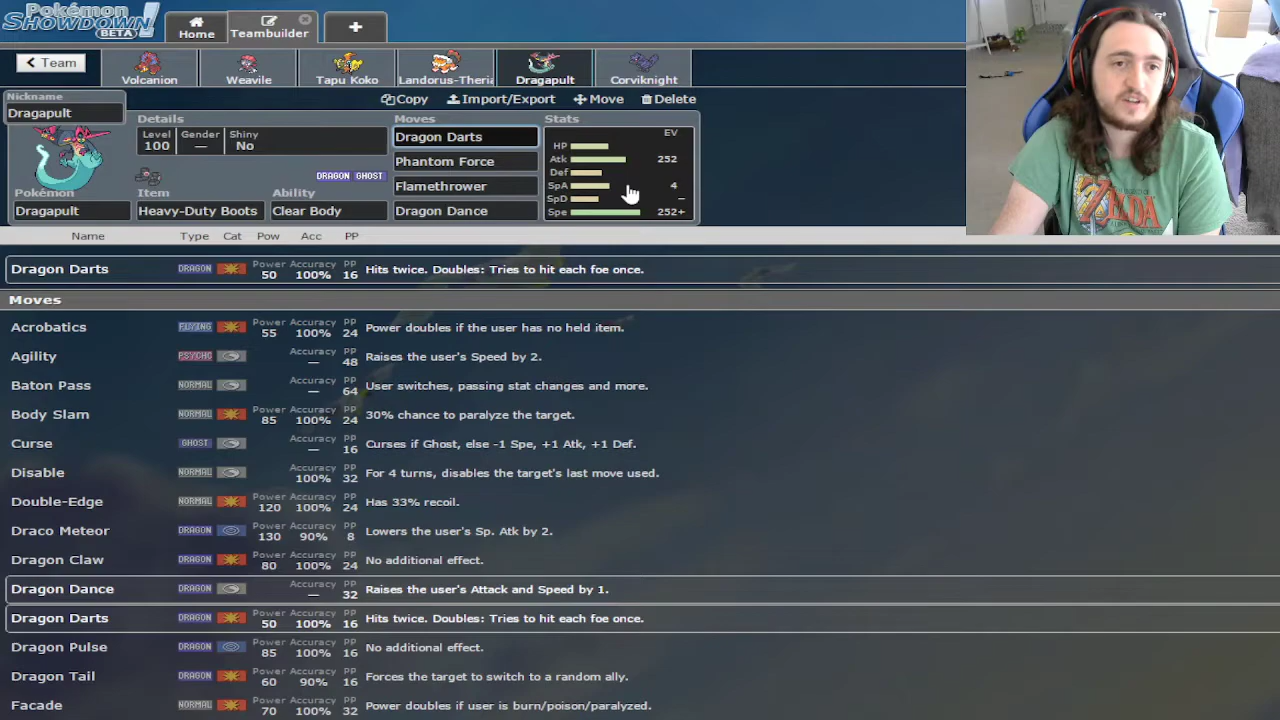 Pokémon
SHOWDOWN!
BETA
Home
Teambuilder
< Team
Volcanion
Weavile
Tapu Koko
Landorus-Theria
Dragapult
Corviknight
Nickname
Dragapult
Copy
Import/Export
Move
Delete
Details
Moves
Stats
Level
100
Gender
—
Shiny
No
Dragon Darts
Phantom Force
Flamethrower
Dragon Dance
EV
HP
Atk 252
Def
SpA 4
SpD –
Spe 252+
DRAGON GHOST
Pokémon
Dragapult
Item
Heavy-Duty Boots
Ability
Clear Body
Name Type Cat Pow Acc PP
Dragon Darts DRAGON Power 50 Accuracy 100% PP 16 Hits twice. Doubles: Tries to hit each foe once.
Moves
Acrobatics FLYING Power 55 Accuracy 100% PP 24 Power doubles if the user has no held item.
Agility PSYCHC Accuracy — PP 48 Raises the user's Speed by 2.
Baton Pass NORMAL Accuracy — PP 64 User switches, passing stat changes and more.
Body Slam NORMAL Power 85 Accuracy 100% PP 24 30% chance to paralyze the target.
Curse GHOST Accuracy — PP 16 Curses if Ghost, else -1 Spe, +1 Atk, +1 Def.
Disable NORMAL Accuracy 100% PP 32 For 4 turns, disables the target's last move used.
Double-Edge NORMAL Power 120 Accuracy 100% PP 24 Has 33% recoil.
Draco Meteor DRAGON Power 130 Accuracy 90% PP 8 Lowers the user's Sp. Atk by 2.
Dragon Claw DRAGON Power 80 Accuracy 100% PP 24 No additional effect.
Dragon Dance DRAGON Accuracy — PP 32 Raises the user's Attack and Speed by 1.
Dragon Darts DRAGON Power 50 Accuracy 100% PP 16 Hits twice. Doubles: Tries to hit each foe once.
Dragon Pulse DRAGON Power 85 Accuracy 100% PP 16 No additional effect.
Dragon Tail DRAGON Power 60 Accuracy 90% PP 16 Forces the target to switch to a random ally.
Facade NORMAL Power 70 Accuracy 100% PP 32 Power doubles if user is burn/poison/paralyzed.
ZELDA